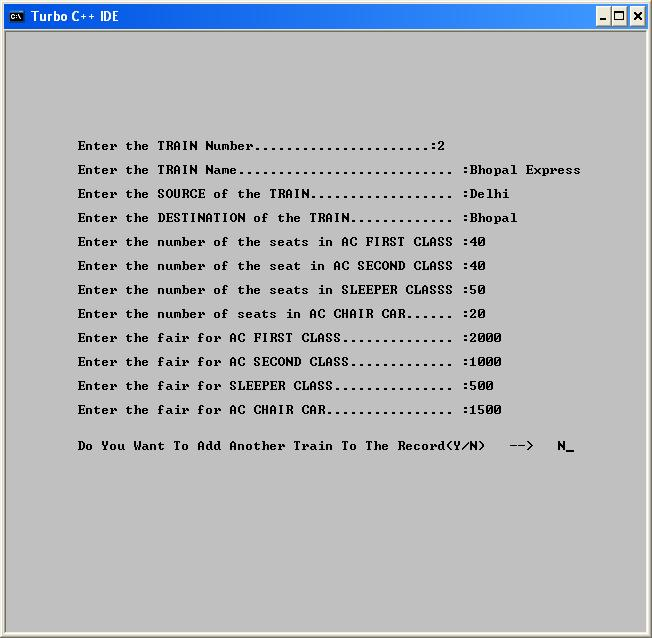 Turbo C++ IDE
Enter the TRAIN Number......................:2
Enter the TRAIN Name........................... :Bhopal Express
Enter the SOURCE of the TRAIN.................. :Delhi
Enter the DESTINATION of the TRAIN............. :Bhopal
Enter the number of the seats in AC FIRST CLASS :40
Enter the number of the seat in AC SECOND CLASS :40
Enter the number of the seats in SLEEPER CLASSS :50
Enter the number of seats in AC CHAIR CAR...... :20
Enter the fair for AC FIRST CLASS.............. :2000
Enter the fair for AC SECOND CLASS............. :1000
Enter the fair for SLEEPER CLASS............... :500
Enter the fair for AC CHAIR CAR................ :1500
Do You Want To Add Another Train To The Record(Y/N) --> N_